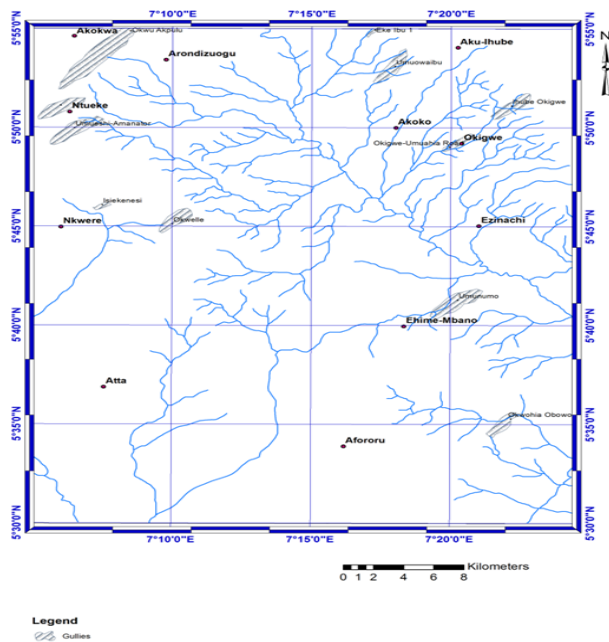 7°10'0"E 7°15'0"E 7°20'0"E
N
5°55'0"N 5°55'0"N
Akokwa Okwu Akpulu Eke Ibu 1 Aku-Ihube
Arondizuogu
Umuowaibu
Ntueke Ihube Okigwe
5°50'0"N 5°50'0"N
Akoko
Okigwe
Okigwe-Umuahia Road
Isiekenesi
Okwelle
5°45'0"N 5°45'0"N
Nkwere Ezinachi
Umunumo
5°40'0"N 5°40'0"N
Ehime-Mbano
Atta
Okwohia Obowo
5°35'0"N 5°35'0"N
Afororu
5°30'0"N 5°30'0"N
7°10'0"E 7°15'0"E 7°20'0"E
Kilometers
0 1 2 4 6 8
Legend
Gullies